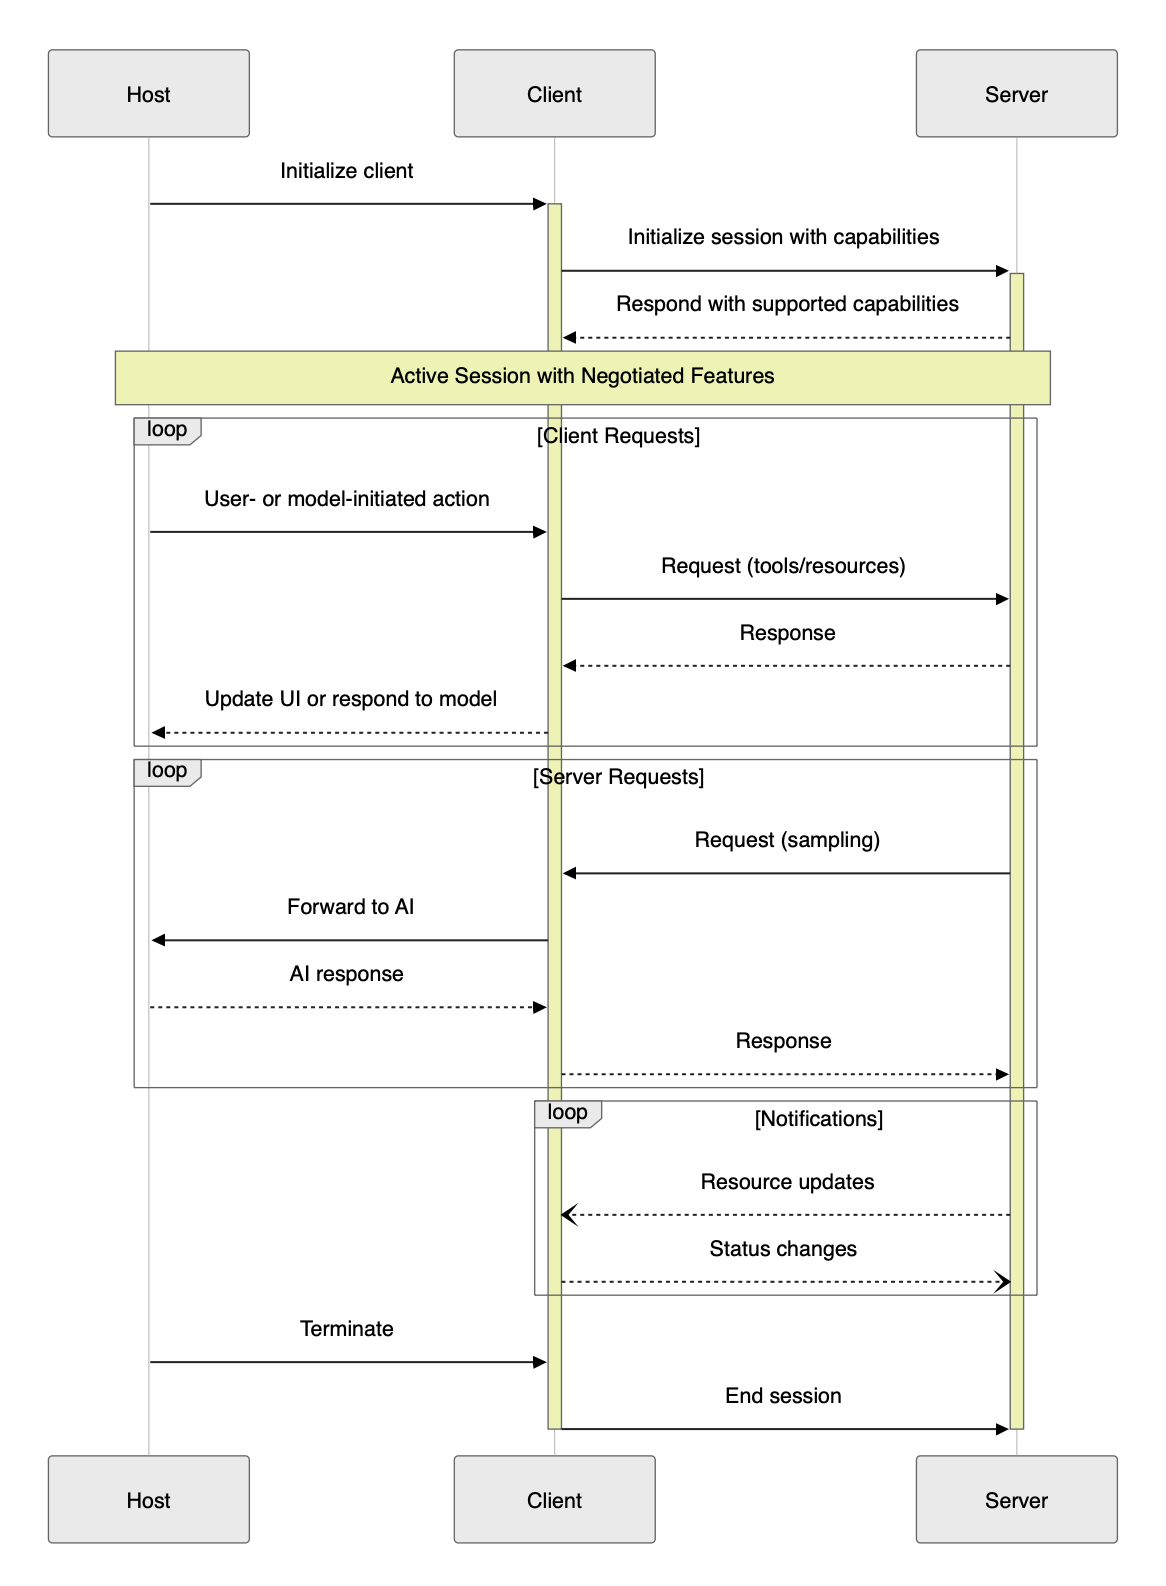 Host
Client
Server
Initialize client
Initialize session with capabilities
Respond with supported capabilities
Active Session with Negotiated Features
loop
[Client Requests]
User- or model-initiated action
Request (tools/resources)
Response
Update UI or respond to model
loop
[Server Requests]
Request (sampling)
Forward to AI
AI response
Response
loop
[Notifications]
Resource updates
Status changes
Terminate
End session
Host
Client
Server